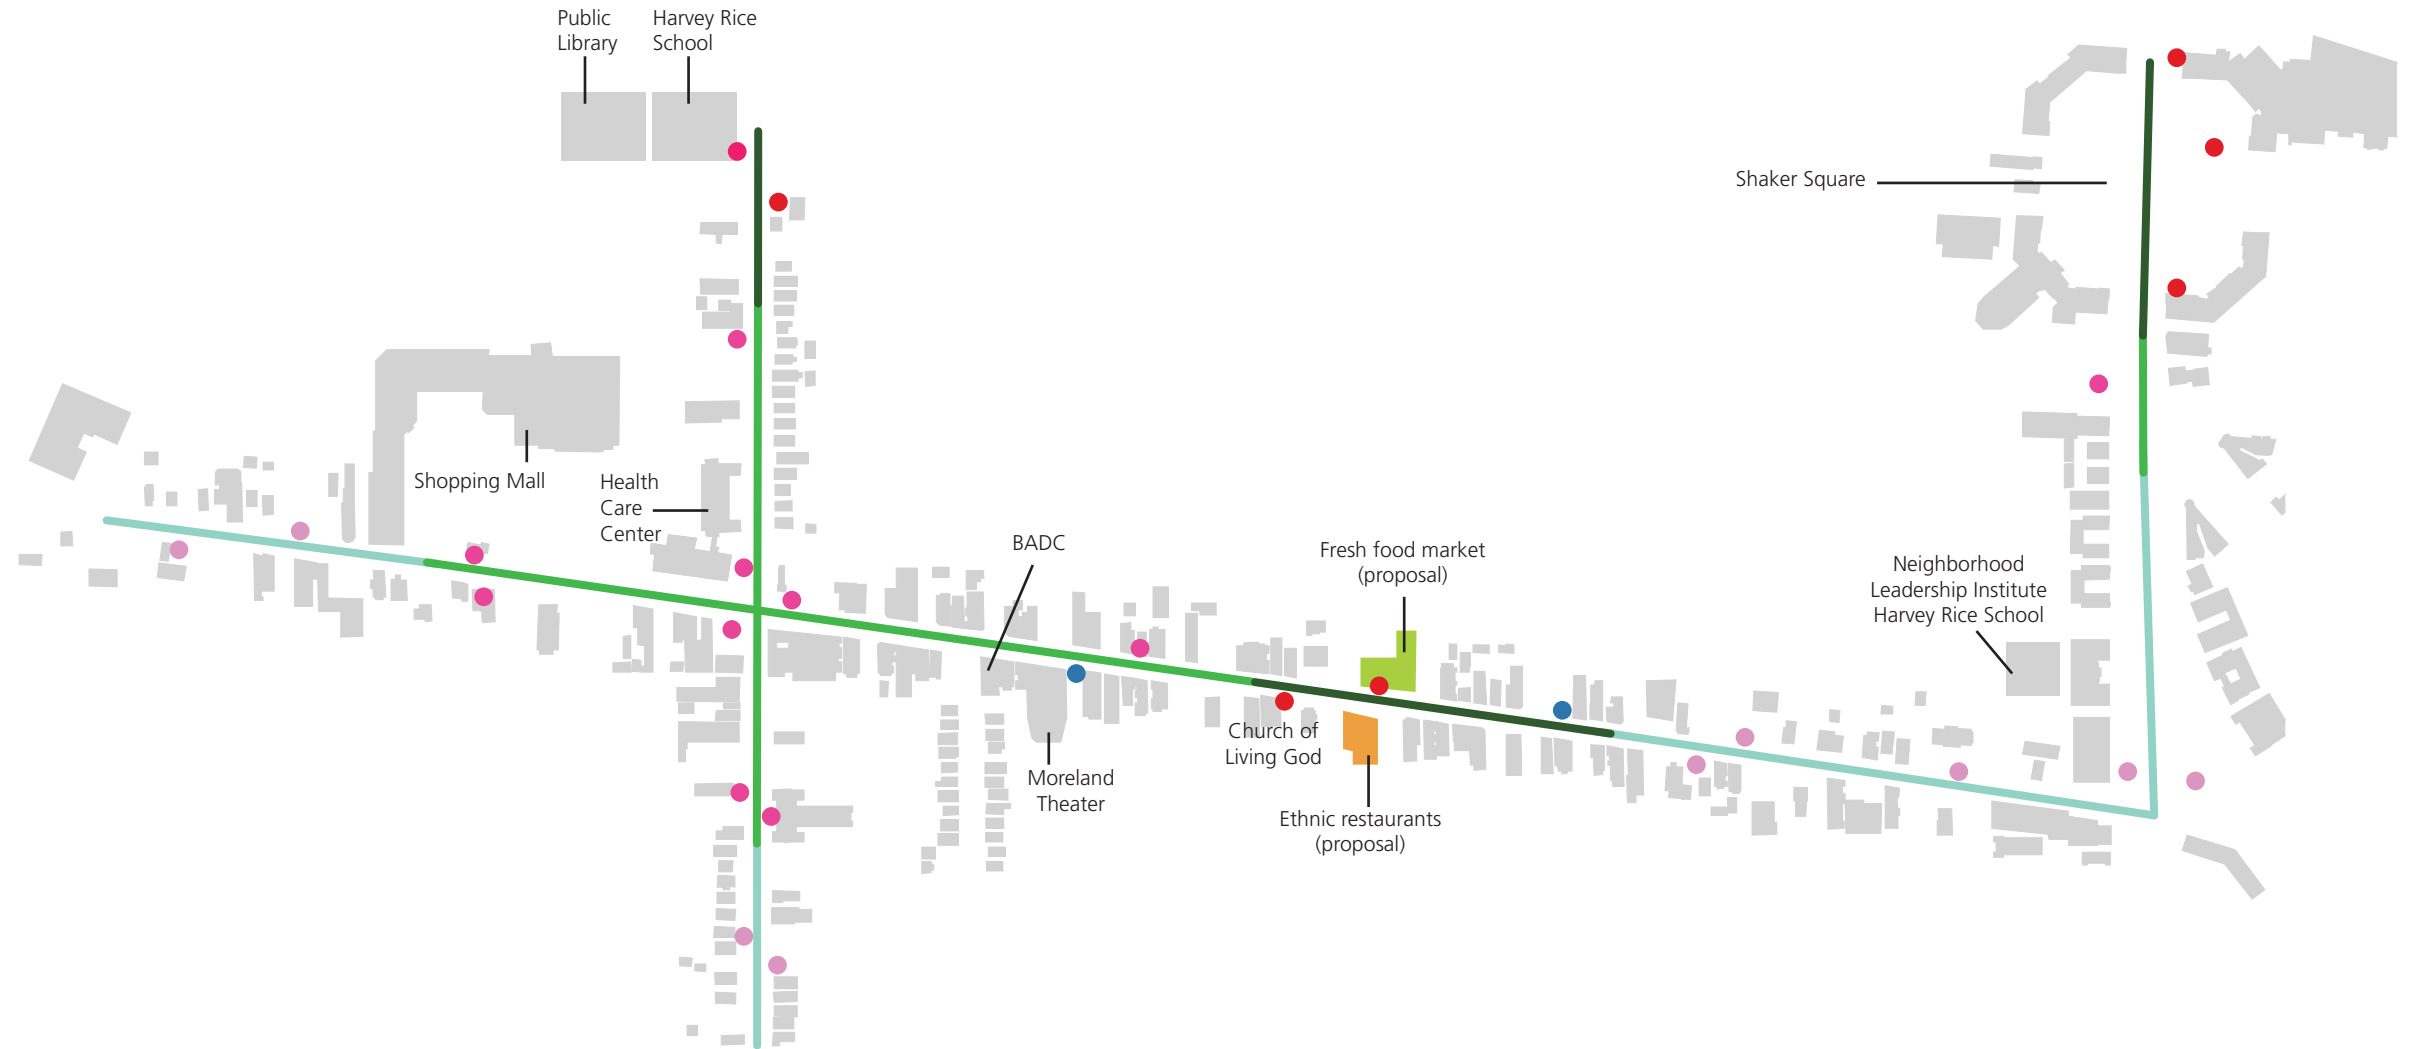 Public
Library
Harvey Rice
School
Shaker Square
Shopping Mall
Health
Care
Center
BADC
Fresh food market
(proposal)
Neighborhood
Leadership Institute
Harvey Rice School
Church of
Living God
Moreland
Theater
Ethnic restaurants
(proposal)